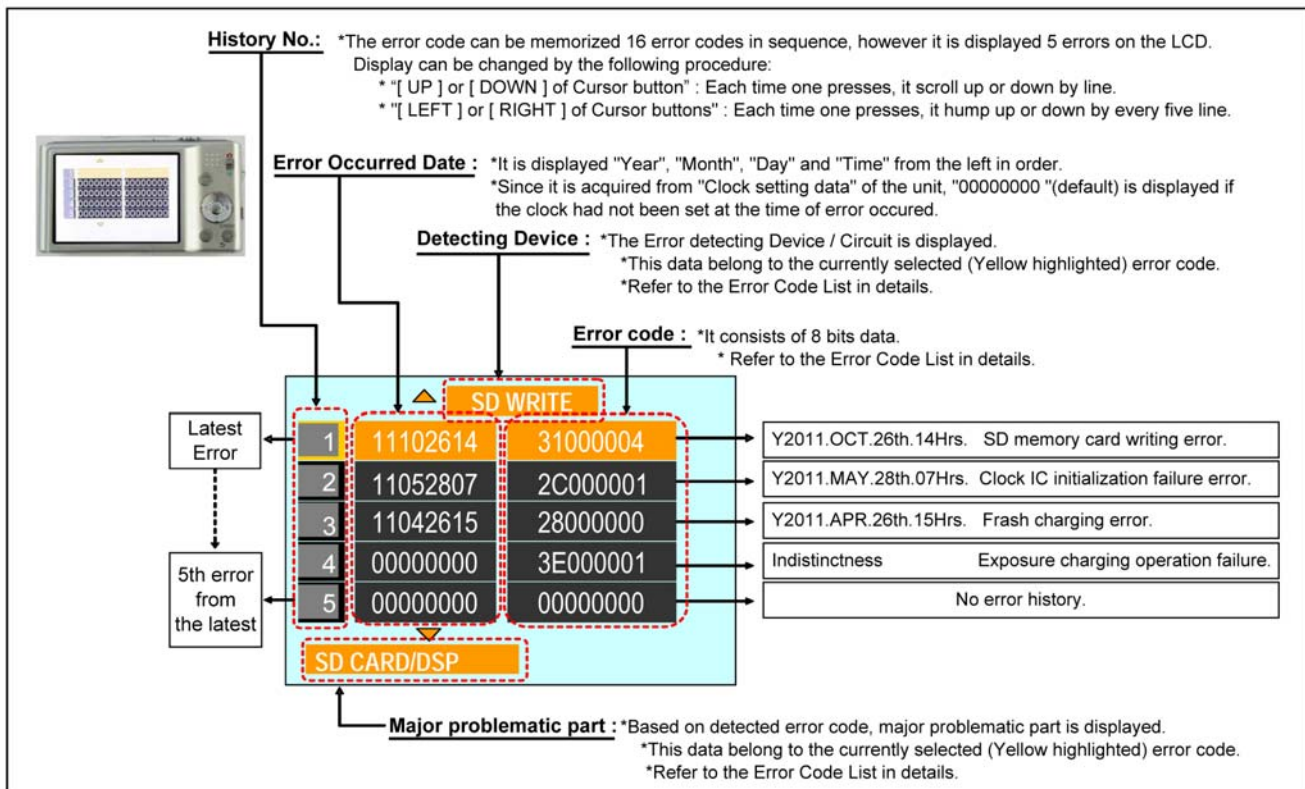 History No.: *The error code can be memorized 16 error codes in sequence, however it is displayed 5 errors on the LCD.
Display can be changed by the following procedure:
* "[ UP ] or [ DOWN ] of Cursor button" : Each time one presses, it scroll up or down by line.
* "[ LEFT ] or [ RIGHT ] of Cursor buttons" : Each time one presses, it hump up or down by every five line.
Error Occurred Date : *It is displayed "Year", "Month", "Day" and "Time" from the left in order.
*Since it is acquired from "Clock setting data" of the unit, "00000000 "(default) is displayed if
the clock had not been set at the time of error occured.
Detecting Device : *The Error detecting Device / Circuit is displayed.
*This data belong to the currently selected (Yellow highlighted) error code.
*Refer to the Error Code List in details.
Error code : *It consists of 8 bits data.
* Refer to the Error Code List in details.
SD WRITE
Latest
Error
1 11102614 31000004 Y2011.OCT.26th.14Hrs. SD memory card writing error.
2 11052807 2C000001 Y2011.MAY.28th.07Hrs. Clock IC initialization failure error.
3 11042615 28000000 Y2011.APR.26th.15Hrs. Frash charging error.
4 00000000 3E000001 Indistinctness Exposure charging operation failure.
5 00000000 00000000 No error history.
5th error
from
the latest
SD CARD/DSP
Major problematic part : *Based on detected error code, major problematic part is displayed.
*This data belong to the currently selected (Yellow highlighted) error code.
*Refer to the Error Code List in details.